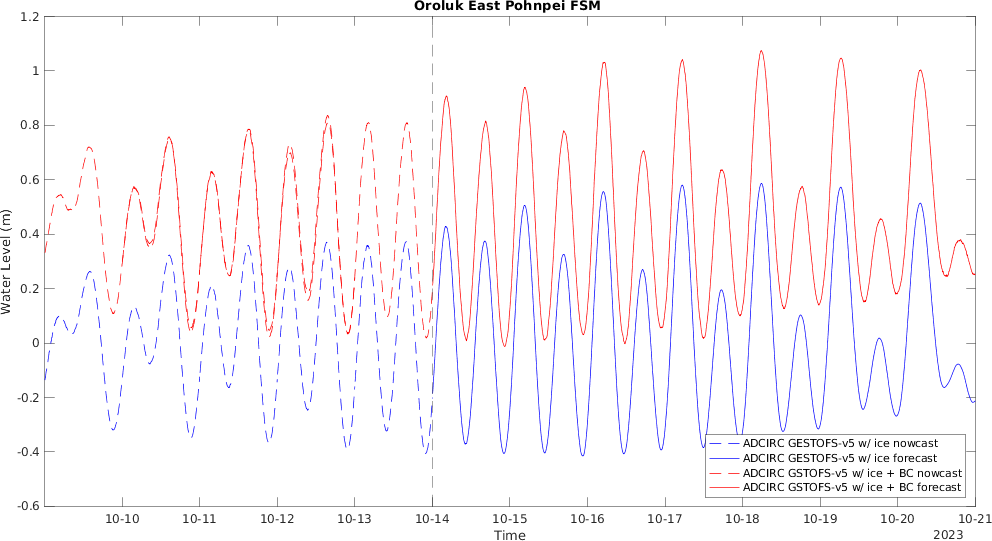 Oroluk East Pohnpei FSM
1.2
1
0.8
0.6
0.4
0.2
0
-0.2
-0.4
-0.6
Water Level (m)
ADCIRC GESTOFS-v5 w/ ice nowcast
ADCIRC GESTOFS-v5 w/ ice forecast
ADCIRC GSTOFS-v5 w/ ice + BC nowcast
ADCIRC GSTOFS-v5 w/ ice + BC forecast
10-10 10-11 10-12 10-13 10-14 10-15 10-16 10-17 10-18 10-19 10-20 10-21
Time
2023